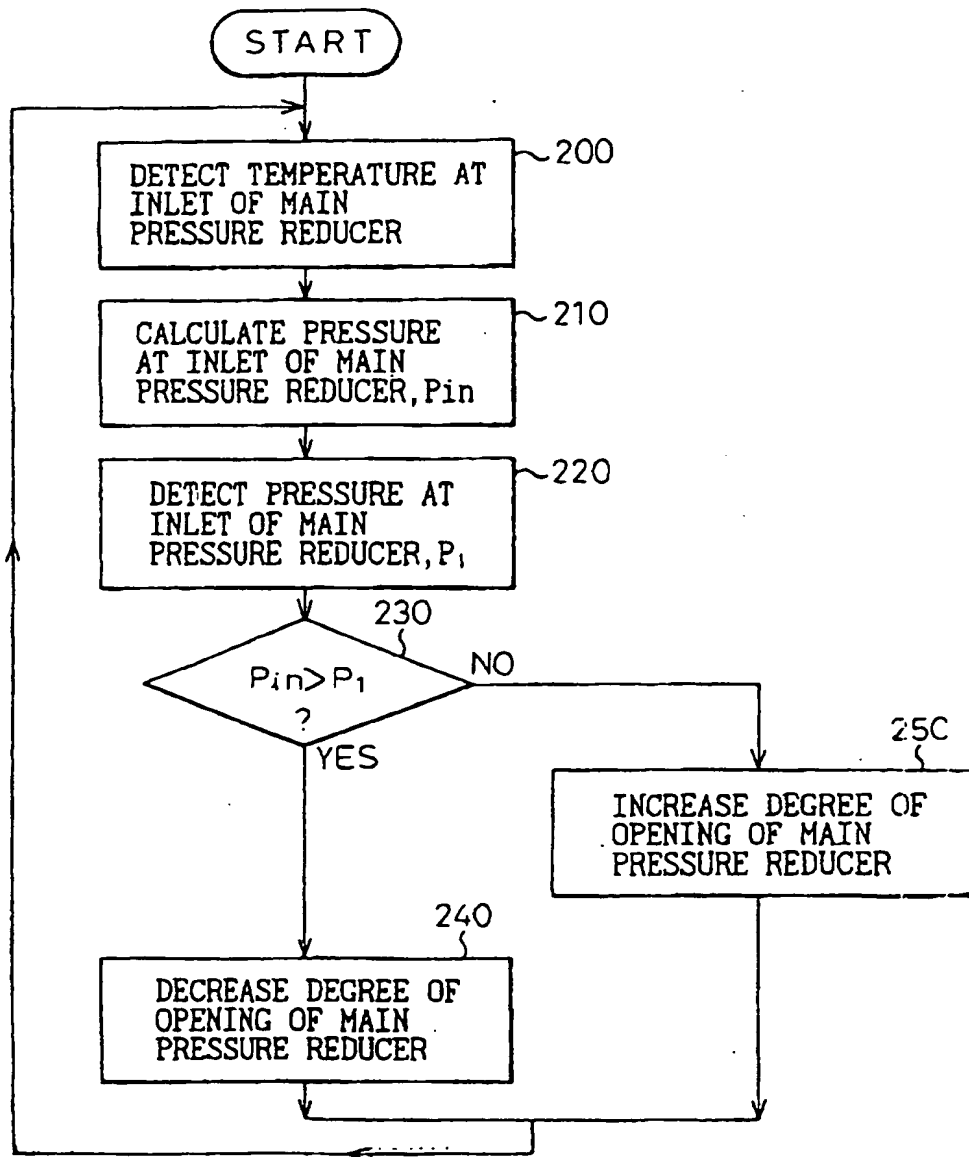 START
200
DETECT TEMPERATURE AT
INLET OF MAIN
PRESSURE REDUCER
210
CALCULATE PRESSURE
AT INLET OF MAIN
PRESSURE REDUCER, Pin
220
DETECT PRESSURE AT
INLET OF MAIN
PRESSURE REDUCER, P₁
230
Pin>P₁
?
NO
YES
25C
INCREASE DEGREE OF
OPENING OF MAIN
PRESSURE REDUCER
240
DECREASE DEGREE OF
OPENING OF MAIN
PRESSURE REDUCER